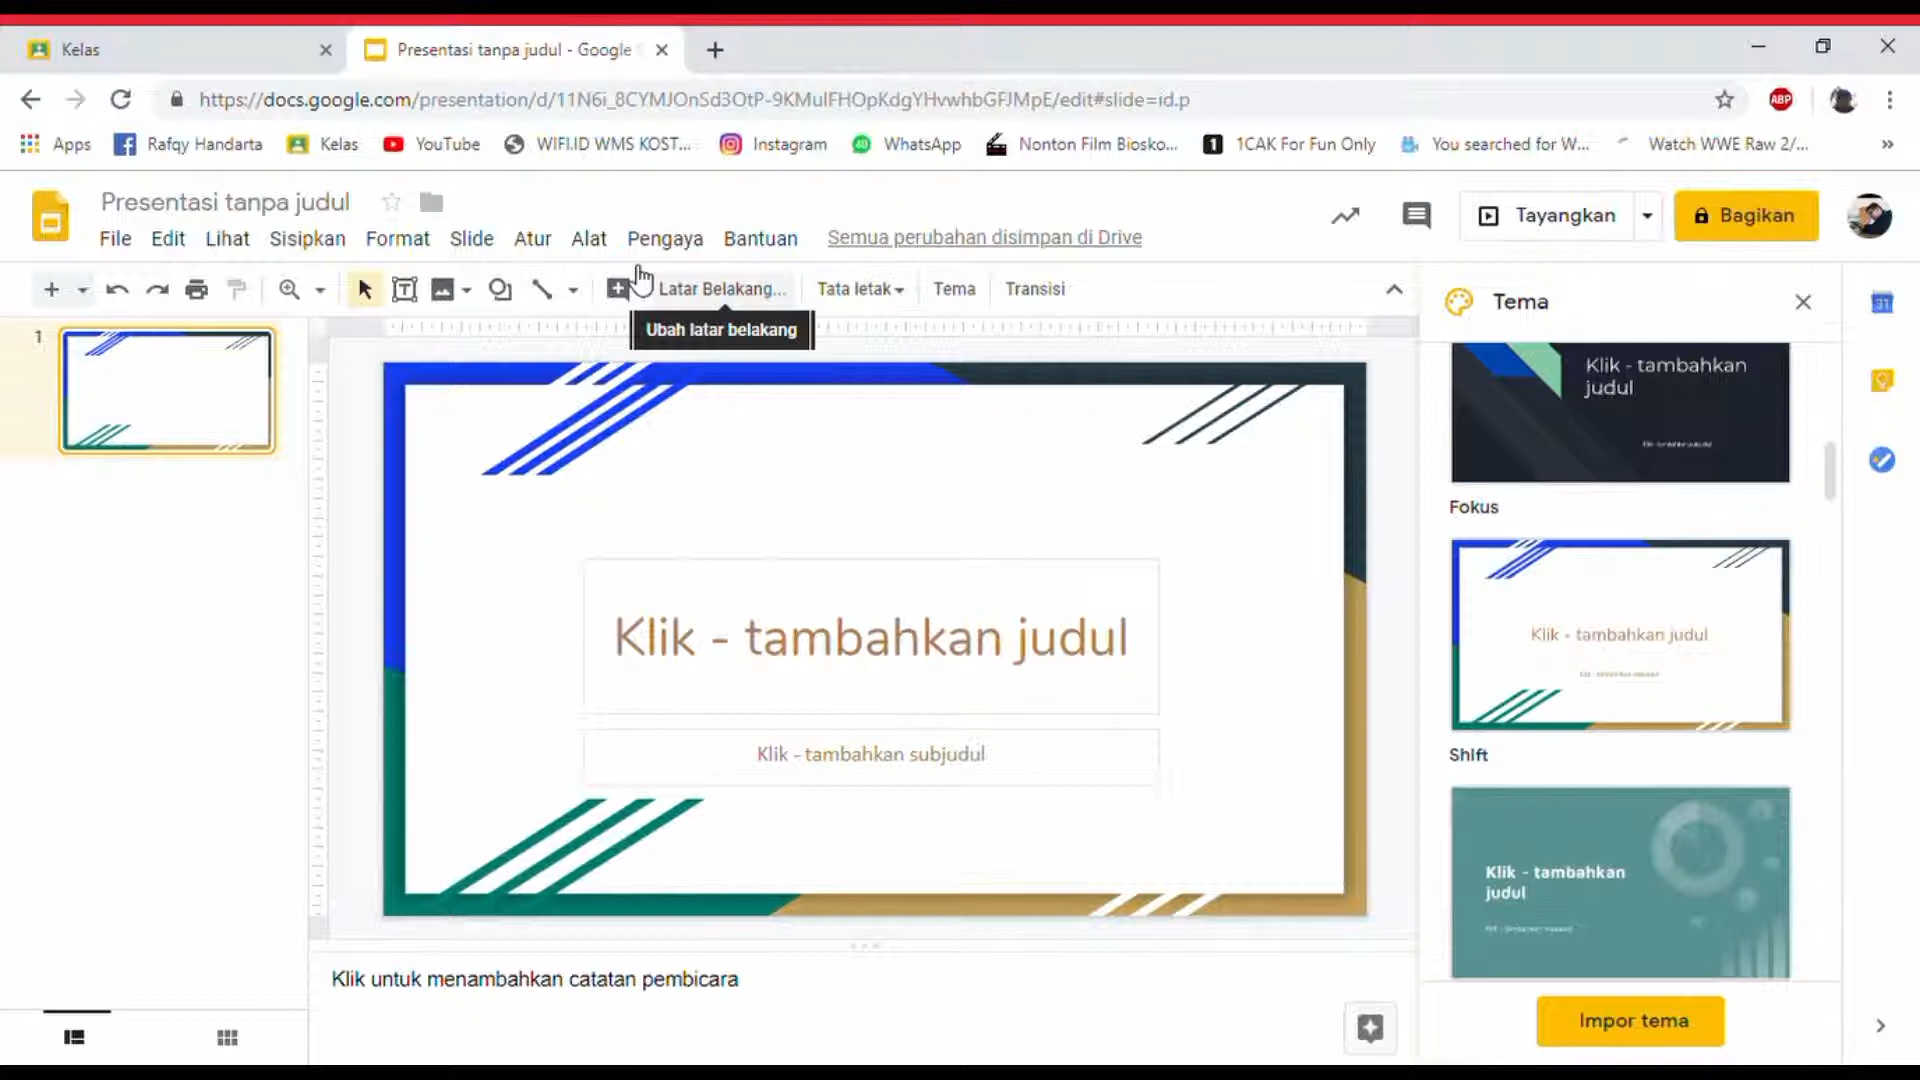 Kelas
Presentasi tanpa judul - Google
https://docs.google.com/presentation/d/11N6i_8CYMJOnSd3OtP-9KMulFHOpKdgYHvwhbGFJMpE/edit#slide=id.p
ABP
Apps
Rafqy Handarta
Kelas
YouTube
WIFI.ID WMS KOST...
Instagram
WhatsApp
Nonton Film Biosko...
1 1CAK For Fun Only
You searched for W...
Watch WWE Raw 2/...
Presentasi tanpa judul
Tayangkan
Bagikan
File Edit Lihat Sisipkan Format Slide Atur Alat Pengaya Bantuan Semua perubahan disimpan di Drive
Latar Belakang... Tata letak Tema Transisi
Ubah latar belakang
Tema
31
1
Klik - tambahkan
judul
Fokus
Klik - tambahkan judul
Klik - tambahkan subjudul
Klik - tambahkan judul
Shift
Klik - tambahkan
judul
Klik untuk menambahkan catatan pembicara
Impor tema